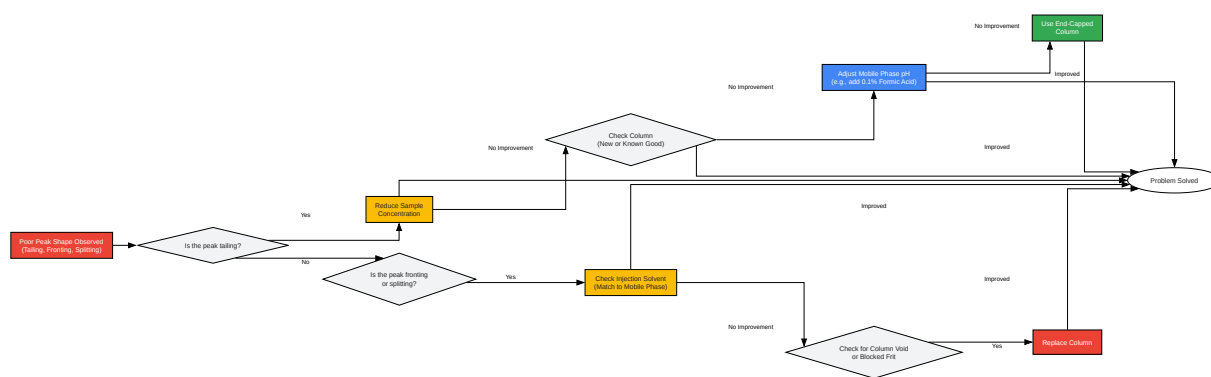 No Improvement
Use End-Capped
Column
Adjust Mobile Phase pH
(e.g., add 0.1% Formic Acid)
Improved
No Improvement
Check Column
(New or Known Good)
No Improvement
Improved
Problem Solved
Reduce Sample
Concentration
Improved
Yes
Poor Peak Shape Observed
(Tailing, Fronting, Splitting)
Is the peak tailing?
No
Is the peak fronting
or splitting?
Yes
Check Injection Solvent
(Match to Mobile Phase)
Improved
No Improvement
Check for Column Void
or Blocked Frit
Yes
Replace Column